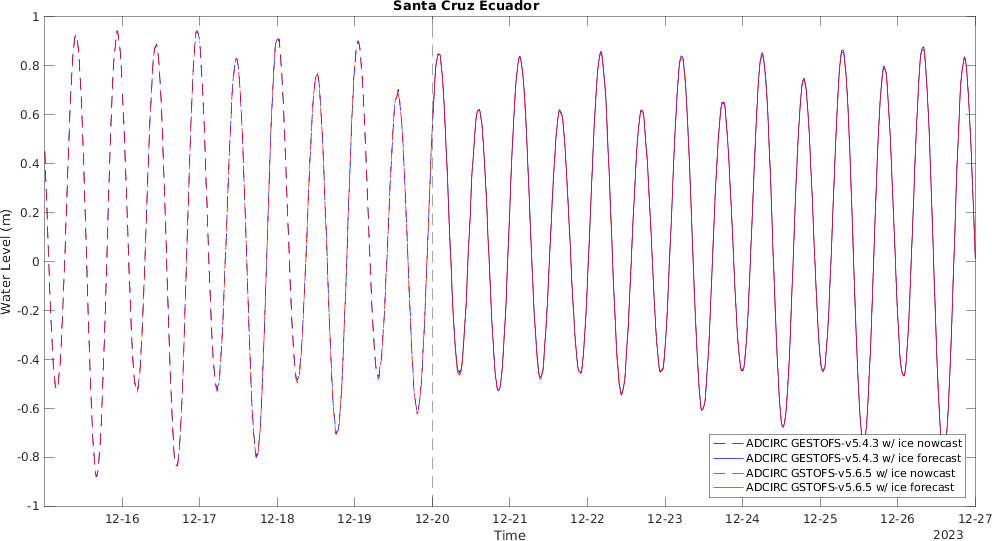 Santa Cruz Ecuador
Water Level (m)
1
0.8
0.6
0.4
0.2
0
-0.2
-0.4
-0.6
-0.8
-1
12-16 12-17 12-18 12-19 12-20 12-21 12-22 12-23 12-24 12-25 12-26 12-27
Time
2023
ADCIRC GESTOFS-v5.4.3 w/ ice nowcast
ADCIRC GESTOFS-v5.4.3 w/ ice forecast
ADCIRC GSTOFS-v5.6.5 w/ ice nowcast
ADCIRC GSTOFS-v5.6.5 w/ ice forecast